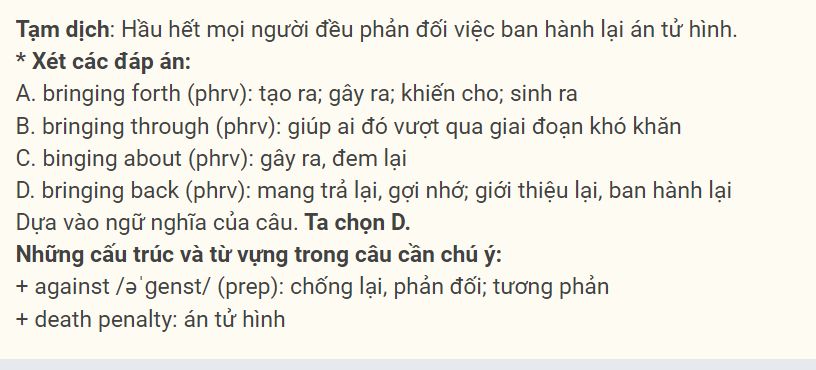 Tạm dịch: Hầu hết mọi người đều phản đối việc ban hành lại án tử hình.
* Xét các đáp án:
A. bringing forth (phrv): tạo ra; gây ra; khiến cho; sinh ra
B. bringing through (phrv): giúp ai đó vượt qua giai đoạn khó khăn
C. binging about (phrv): gây ra, đem lại
D. bringing back (phrv): mang trả lại, gợi nhớ; giới thiệu lại, ban hành lại
Dựa vào ngữ nghĩa của câu. Ta chọn D.
Những cấu trúc và từ vựng trong câu cần chú ý:
+ against /əˈɡenst/ (prep): chống lại, phản đối; tương phản
+ death penalty: án tử hình